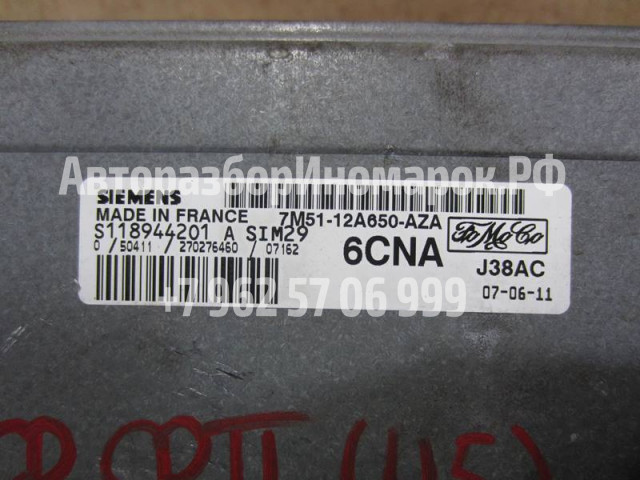 АвторазборИномарок.РФ
SIEMENS
MADE IN FRANCE 7M51-12A650-AZA
S118944201 A SIM29
0 / 50411 / 270276460 / 07162
6CNA
FoMoCo
J38AC
07-06-11
+7 962 57 06 999